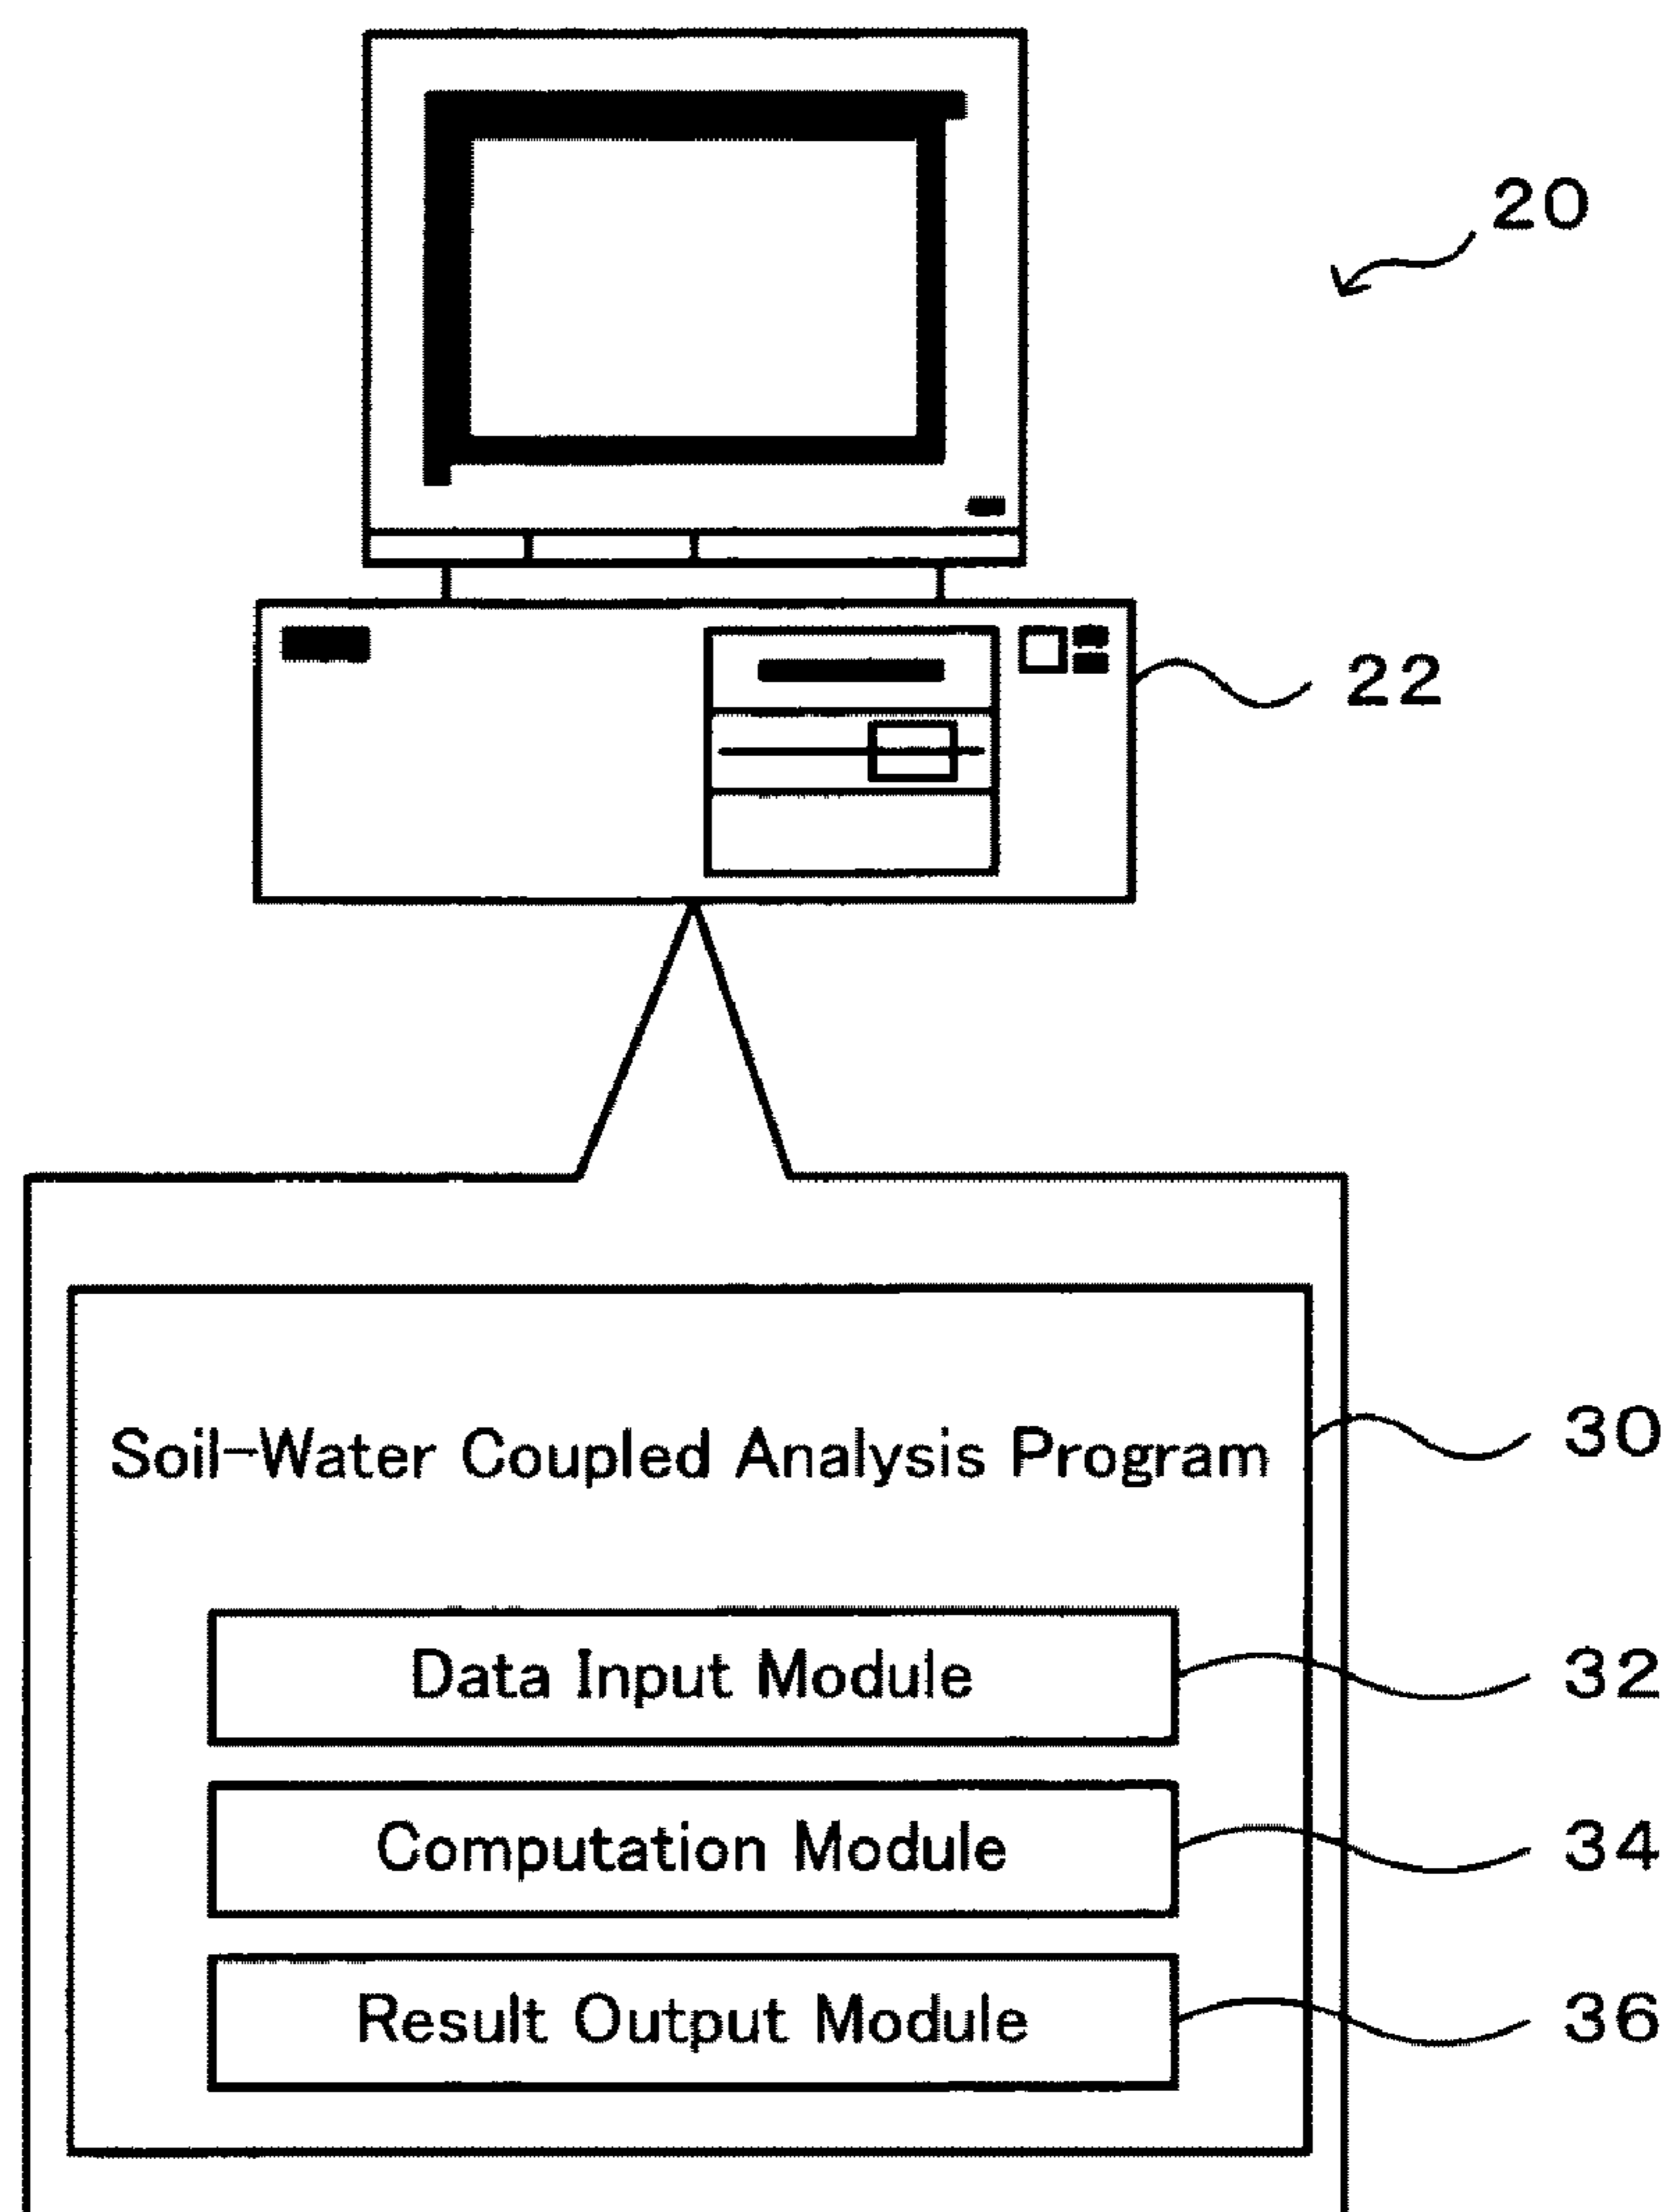 20
22
Soil-Water Coupled Analysis Program
30
Data Input Module
32
Computation Module
34
Result Output Module
36